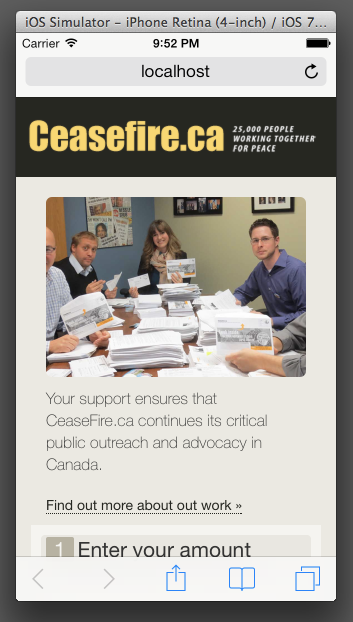 iOS Simulator - iPhone Retina (4-inch) / iOS 7...
Carrier 9:52 PM
localhost
Ceasefire.ca 25,000 PEOPLE
WORKING TOGETHER
FOR PEACE
Your support ensures that
CeaseFire.ca continues its critical
public outreach and advocacy in
Canada.
Find out more about out work »
1 Enter your amount